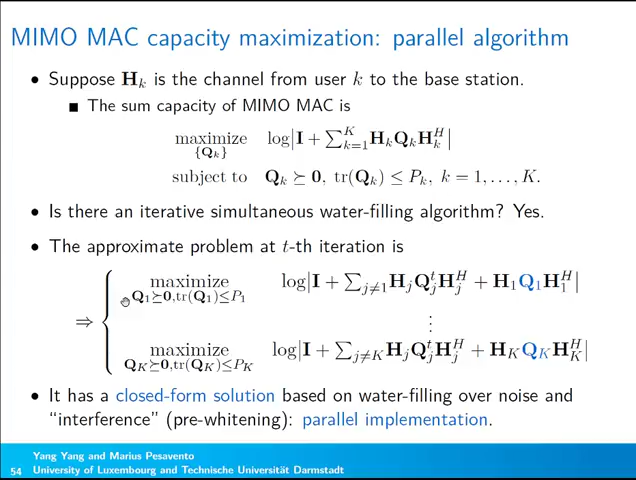 MIMO MAC capacity maximization: parallel algorithm
• Suppose H_k is the channel from user k to the base station.
■ The sum capacity of MIMO MAC is
maximize_{{Q_k}} log|I + ∑_{k=1}^{K} H_k Q_k H_k^H|
subject to Q_k ⪰ 0, tr(Q_k) ≤ P_k, k = 1, . . . , K.
• Is there an iterative simultaneous water-filling algorithm? Yes.
• The approximate problem at t-th iteration is
maximize_{Q_1⪰0,tr(Q_1)≤P_1} log|I + ∑_{j≠1} H_j Q_j^t H_j^H + H_1 Q_1 H_1^H|
⇒ { ⋮
maximize_{Q_K⪰0,tr(Q_K)≤P_K} log|I + ∑_{j≠K} H_j Q_j^t H_j^H + H_K Q_K H_K^H|
• It has a closed-form solution based on water-filling over noise and
“interference” (pre-whitening): parallel implementation.
Yang Yang and Marius Pesavento
54 University of Luxembourg and Technische Universität Darmstadt